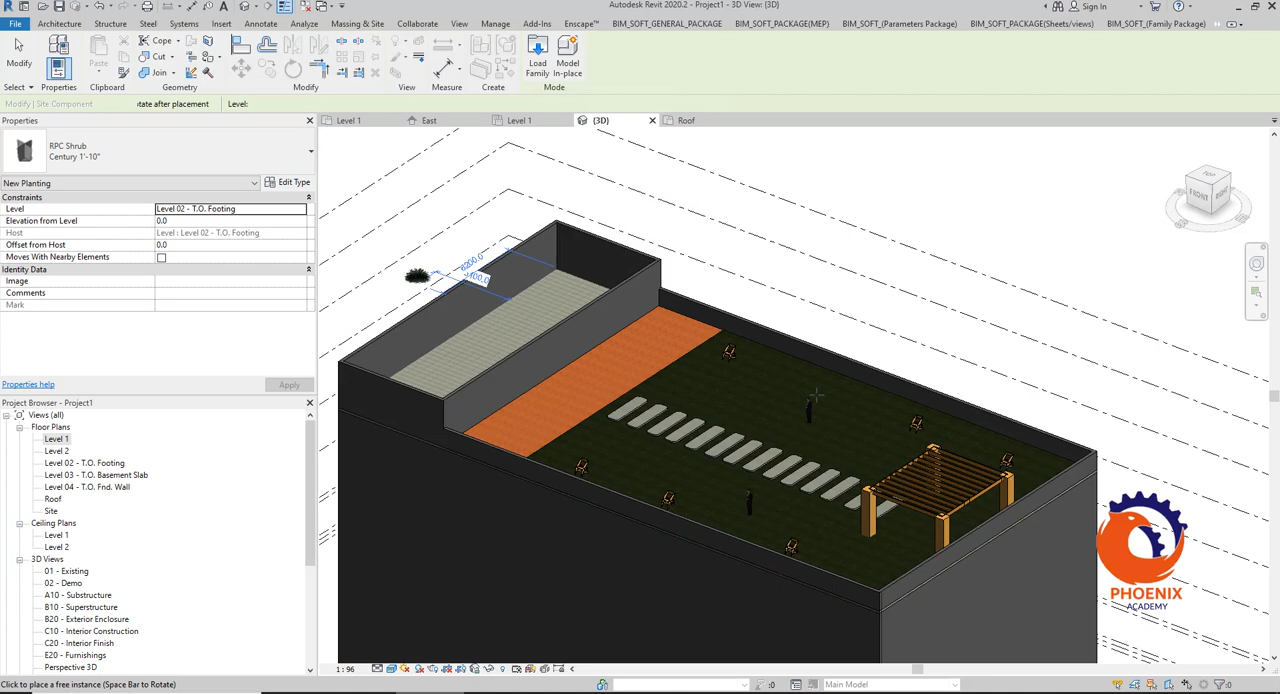 Autodesk Revit 2020.2 - Project1 - 3D View: {3D}
Sign In
File Architecture Structure Steel Systems Insert Annotate Analyze Massing & Site Collaborate View Manage Add-Ins Enscape™ BIM_SOFT_GENERAL_PACKAGE BIM_SOFT_PACKAGE(MEP) BIM_SOFT_(Parameters Package) BIM_SOFT_PACKAGE(Sheets/views) BIM_SOFT_(Family Package)
Modify
Paste
Cope
Cut
Join
Load Family
Model In-place
Select Properties Clipboard Geometry Modify View Measure Create Mode
Modify | Site Component
tate after placement
Level:
Properties
Level 1
East
Level 1
{3D}
Roof
RPC Shrub
Century 1'-10"
New Planting
Edit Type
Constraints
Level Level 02 - T.O. Footing
Elevation from Level 0.0
Host Level : Level 02 - T.O. Footing
Offset from Host 0.0
Moves With Nearby Elements
Identity Data
Image
Comments
Mark
Properties help
Apply
Project Browser - Project1
Views (all)
Floor Plans
Level 1
Level 2
Level 02 - T.O. Footing
Level 03 - T.O. Basement Slab
Level 04 - T.O. Fnd. Wall
Roof
Site
Ceiling Plans
Level 1
Level 2
3D Views
01 - Existing
02 - Demo
A10 - Substructure
B10 - Superstructure
B20 - Exterior Enclosure
C10 - Interior Construction
C20 - Interior Finish
E20 - Furnishings
Perspective 3D
TOP
FRONT
RIGHT
PHOENIX
ACADEMY
1 : 96
Click to place a free instance (Space Bar to Rotate)
:0
Main Model
:0